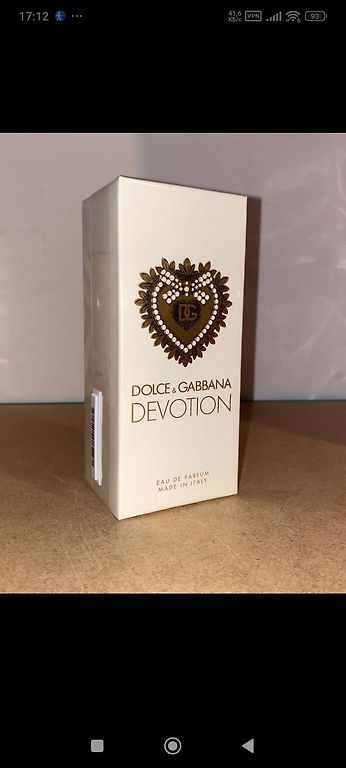 17:12
41,6
КБ/с
VPN
93
DG
DOLCE & GABBANA
DEVOTION
EAU DE PARFUM
MADE IN ITALY